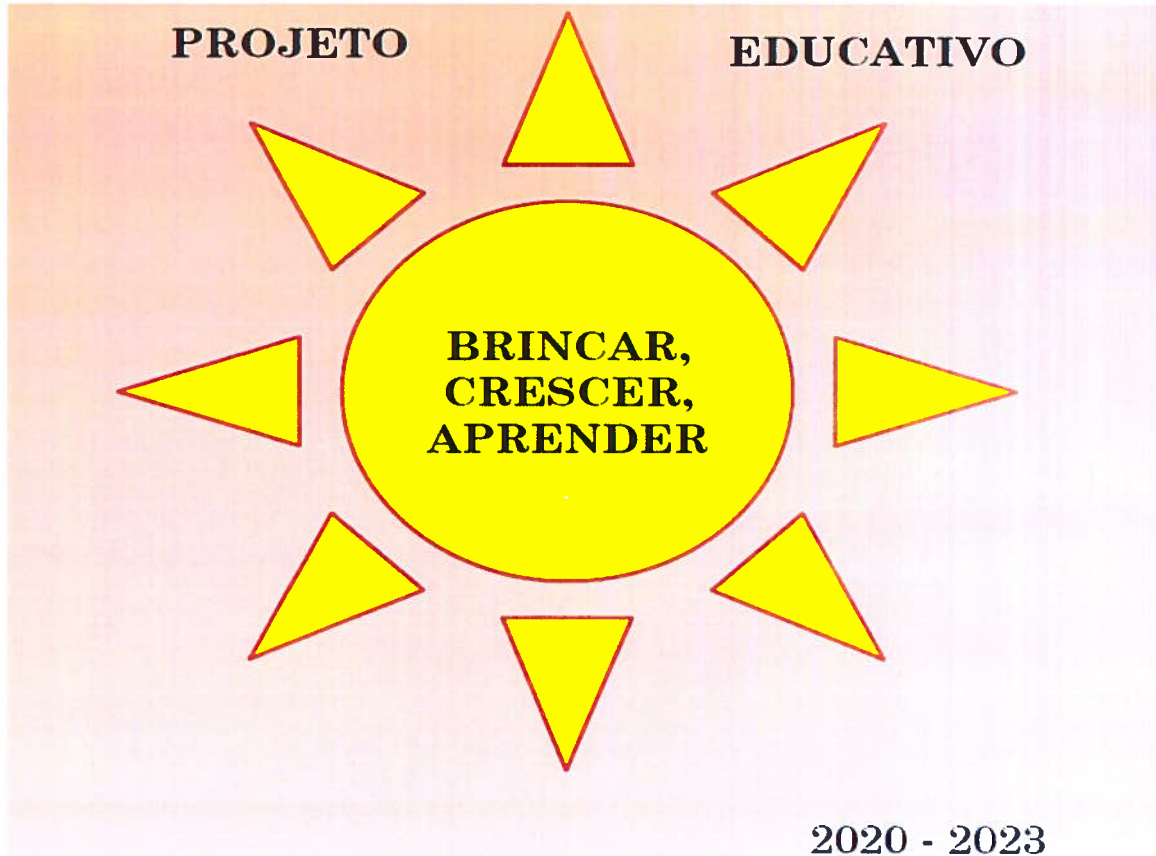 PROJETO EDUCATIVO
BRINCAR,
CRESCER,
APRENDER
2020 - 2023